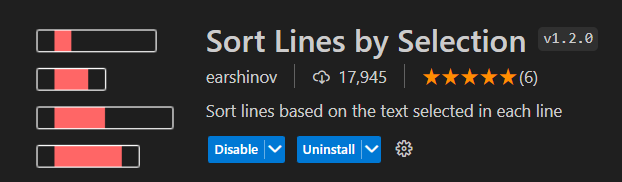 Sort Lines by Selection v1.2.0
earshinov 17,945 (6)
Sort lines based on the text selected in each line
Disable Uninstall